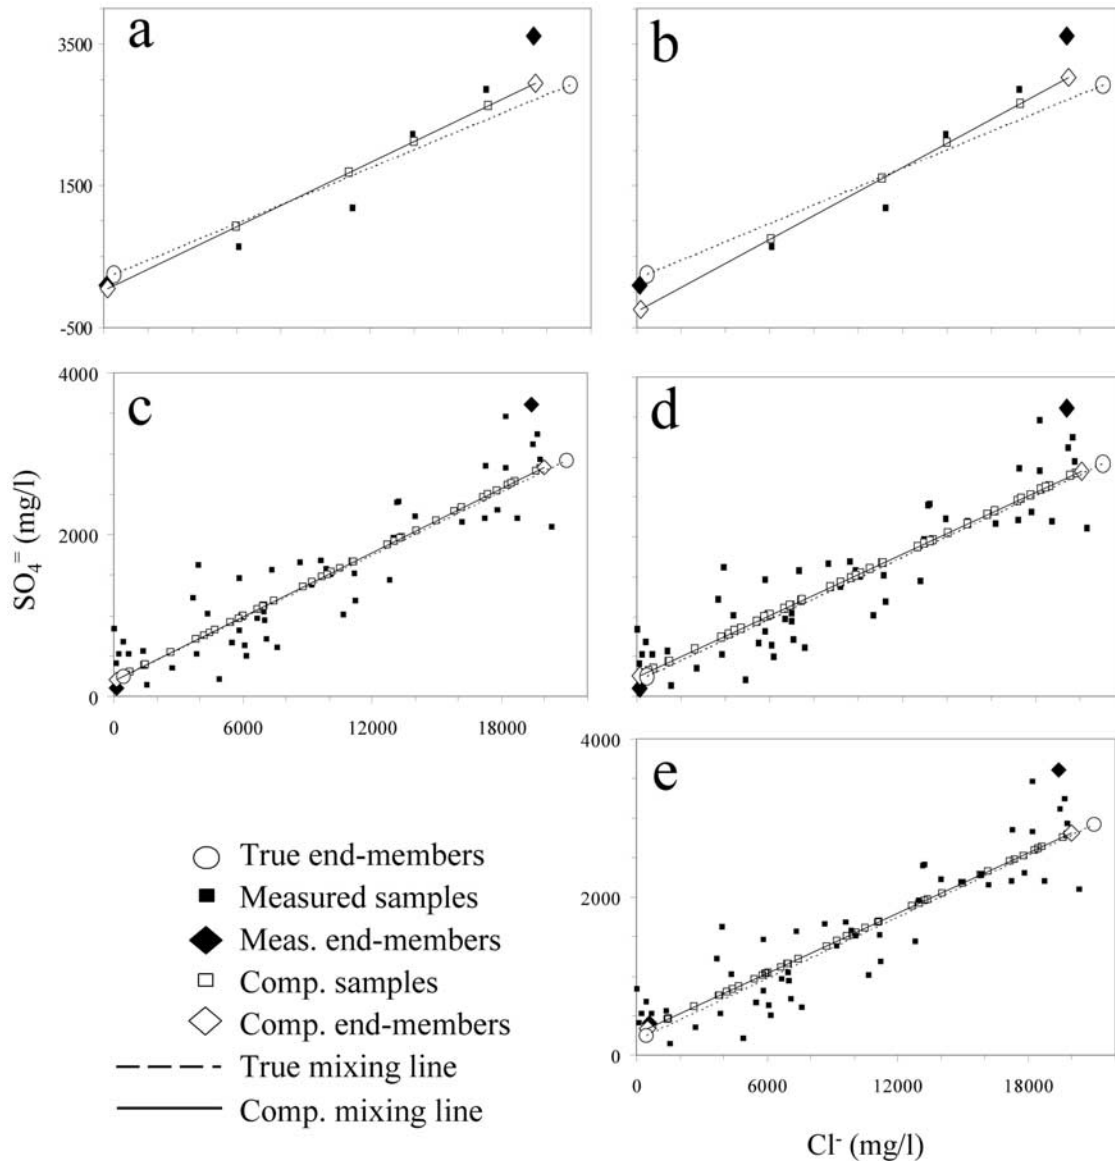 a
b
3500
1500
-500
c
d
4000
2000
0
0
6000
12000
18000
SO₄⁼ (mg/l)
e
4000
2000
0
0
6000
12000
18000
Cl⁻ (mg/l)
True end-members
Measured samples
Meas. end-members
Comp. samples
Comp. end-members
True mixing line
Comp. mixing line